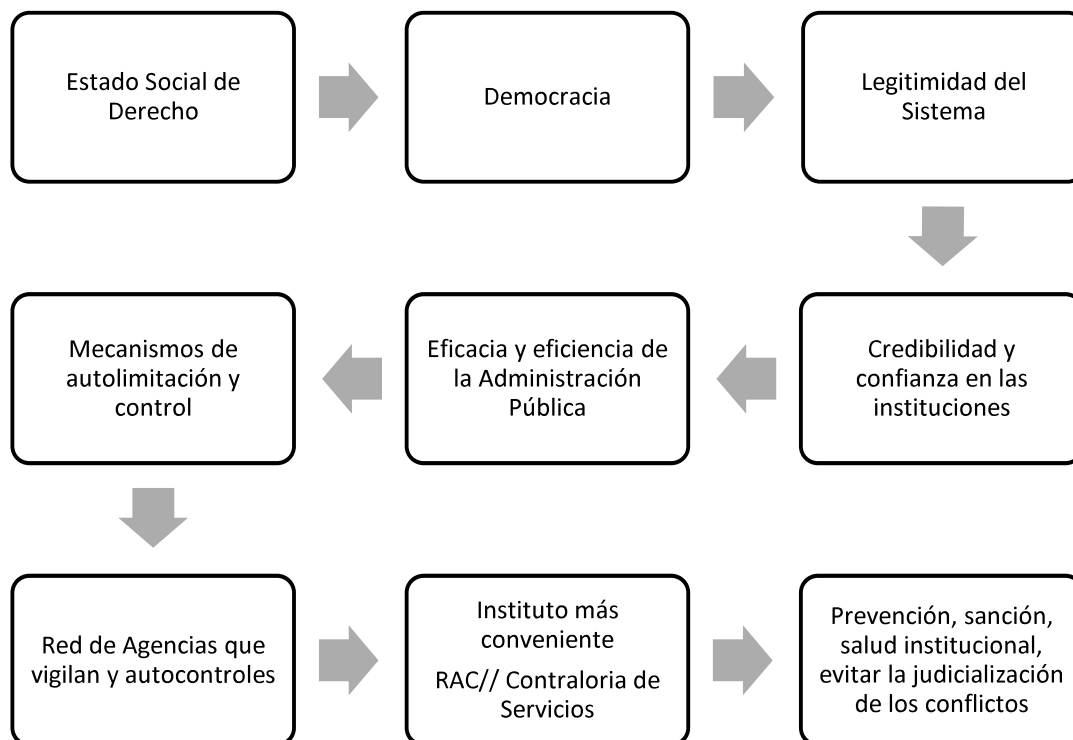 Estado Social de
Derecho
Democracia
Legitimidad del
Sistema
Credibilidad y
confianza en las
instituciones
Eficacia y eficiencia de
la Administración
Pública
Mecanismos de
autolimitación y
control
Red de Agencias que
vigilan y autocontroles
Instituto más
conveniente
RAC// Contraloria de
Servicios
Prevención, sanción,
salud institucional,
evitar la judicialización
de los conflictos